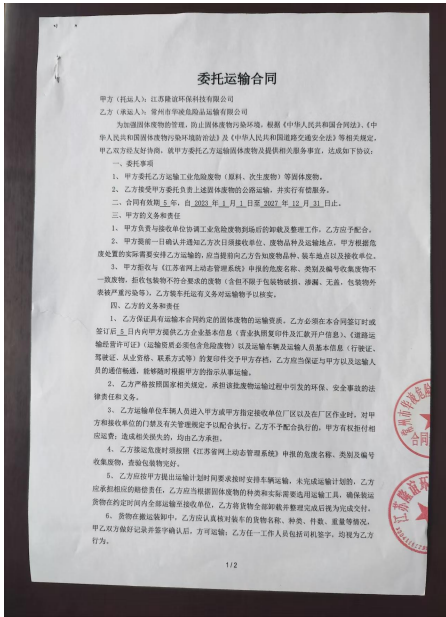 委托运输合同
甲方（托运人）：江苏隆谊环保科技有限公司
乙方（承运人）：常州市华凌危险品运输有限公司
为加强固体废物的管理，防止固体废物污染环境，根据《中华人民共和国合同法》、《中
华人民共和国固体废物污染环境防治法》及《中华人民共和国道路交通安全法》等相关规定，
甲乙双方经友好协商，就甲方委托乙方运输固体废物及提供相关服务事宜，达成如下协议：
一、委托事项
1、甲方委托乙方运输工业危险废物（原料、次生废物）等固体废物。
2、乙方接受甲方委托负责上述固体废物的公路运输，并实行有偿服务。
二、合同有效期 5 年，自 2023 年 1 月 1 日至 2027 年 12 月 31 日止。
三、甲方的义务和责任
1、甲方负责与接收单位协调工业危险废物到场后的卸载及整理工作，乙方应予配合。
2、甲方提前一日确认并通知乙方次日须接收单位、废物品种及运输地点，甲方根据危
废处置的实际需要安排乙方运输的，应当提前向乙方告知废物品种、装车地点以及接收单位。
3、甲方拒收与《江苏省网上动态管理系统》申报的危废名称、类别及编号收集废物不
一致废物，拒收包装物不符合要求的废物（含但不限于包装物破损、渗漏、无盖，包装物外
表被严重污染等），乙方装车托运有义务对运输物予以核实。
四、乙方的义务和责任
1、乙方保证具有运输本合同约定的固体废物的运输资质。乙方必须在本合同签订时或
签订后 5 日内向甲方提供乙方企业基本信息（营业执照复印件及汇款开户信息）、《道路运
输经营许可证》（运输资质必须包含危险废物）以及运输车辆及运输人员基本信息（行驶证、
驾驶证、从业资格、联系方式等）的复印件交予甲方存档，乙方应当保证与甲方以及运输人
员的通信畅通，能够随时根据甲方的指示从事运输。
2、乙方严格按照国家相关规定，承担该批废物运输过程中引发的环保、安全事故的法
律责任和义务。
3、乙方运输单位车辆人员进入甲方或甲方指定接收单位厂区以及在厂区作业时，对甲
方和接收单位的门禁及有关管理规定予以配合执行。乙方不予配合执行的，甲方有权拒付相
应运费；造成相关损失的，均由乙方承担。
4、乙方接运危废时须按照《江苏省网上动态管理系统》申报的危废名称、类别及编号
收集废物，查验包装物完好。
5、乙方应按甲方提出运输计划时间要求按时安排车辆运输，未完成运输计划的，乙方
应承担相应的赔偿责任，乙方应当根据固体废物的种类和实际需要选用运输工具，确保装运
货物在约定时间内全部运输至接收单位，乙方将货物全部卸载并整理完成后视为完成交付。
6、货物在搬运装卸中，乙方应认真核对装车的货物名称、种类、件数、重量等情况，
甲乙双方做好记录并签字确认后，方可运输；乙方任一工作人员包括司机签字，均视为乙方
行为。
常州市华凌危险
合同
江苏隆谊环
1/2